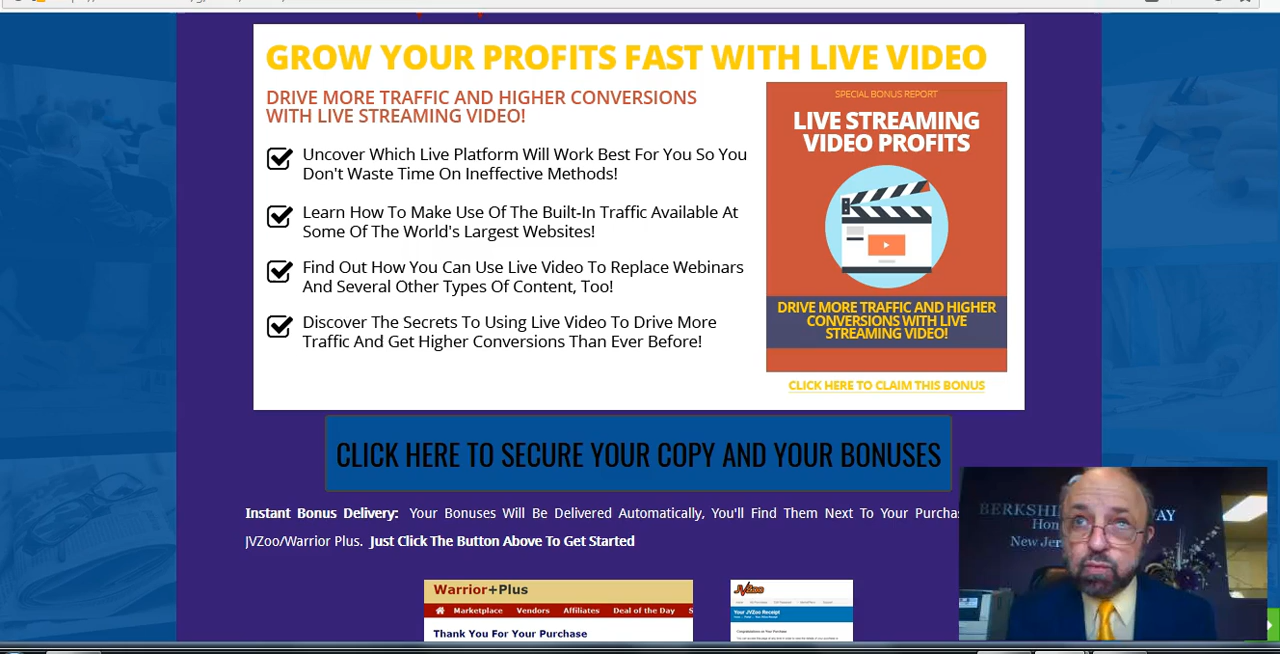 GROW YOUR PROFITS FAST WITH LIVE VIDEO
DRIVE MORE TRAFFIC AND HIGHER CONVERSIONS
WITH LIVE STREAMING VIDEO!
Uncover Which Live Platform Will Work Best For You So You
Don't Waste Time On Ineffective Methods!
Learn How To Make Use Of The Built-In Traffic Available At
Some Of The World's Largest Websites!
Find Out How You Can Use Live Video To Replace Webinars
And Several Other Types Of Content, Too!
Discover The Secrets To Using Live Video To Drive More
Traffic And Get Higher Conversions Than Ever Before!
SPECIAL BONUS REPORT
LIVE STREAMING
VIDEO PROFITS
DRIVE MORE TRAFFIC AND HIGHER
CONVERSIONS WITH LIVE
STREAMING VIDEO!
CLICK HERE TO CLAIM THIS BONUS
CLICK HERE TO SECURE YOUR COPY AND YOUR BONUSES
Instant Bonus Delivery: Your Bonuses Will Be Delivered Automatically, You'll Find Them Next To Your
JVZoo/Warrior Plus. Just Click The Button Above To Get Started
Warrior+Plus
Marketplace Vendors Affiliates Deal of the Day
Thank You For Your Purchase
JVZoo
Your JVZoo Receipt
New